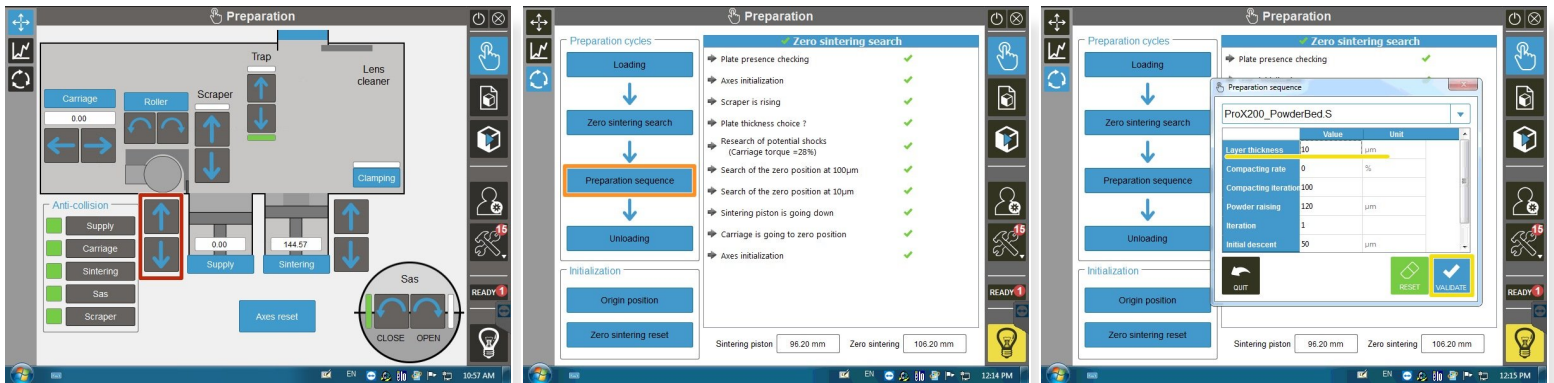 Preparation
Trap
Lens
cleaner
Carriage
0.00
Roller
Scraper
Clamping
Anti-collision
Supply
Carriage
Sintering
Sas
Scraper
0.00
Supply
144.57
Sintering
Sas
CLOSE OPEN
Axes reset
15
READY 1
EN
10:57 AM
Preparation
Preparation cycles
Loading
Zero sintering search
Preparation sequence
Unloading
Initialization
Origin position
Zero sintering reset
Zero sintering search
Plate presence checking
Axes initialization
Scraper is rising
Plate thickness choice ?
Research of potential shocks
(Carriage torque =28%)
Search of the zero position at 100µm
Search of the zero position at 10µm
Sintering piston is going down
Carriage is going to zero position
Axes initialization
Sintering piston 96.20 mm Zero sintering 106.20 mm
15
READY 1
EN
12:14 PM
Preparation
Preparation cycles
Loading
Zero sintering search
Preparation sequence
Unloading
Initialization
Origin position
Zero sintering reset
Zero sintering search
Plate presence checking
Preparation sequence
ProX200_PowderBed.S
Value Unit
Layer thickness 10 µm
Compacting rate 0 %
Compacting iteration 100
Powder raising 120 µm
Iteration 1
Initial descent 50 µm
QUIT
RESET
VALIDATE
Sintering piston 96.20 mm Zero sintering 106.20 mm
15
READY 1
EN
12:15 PM